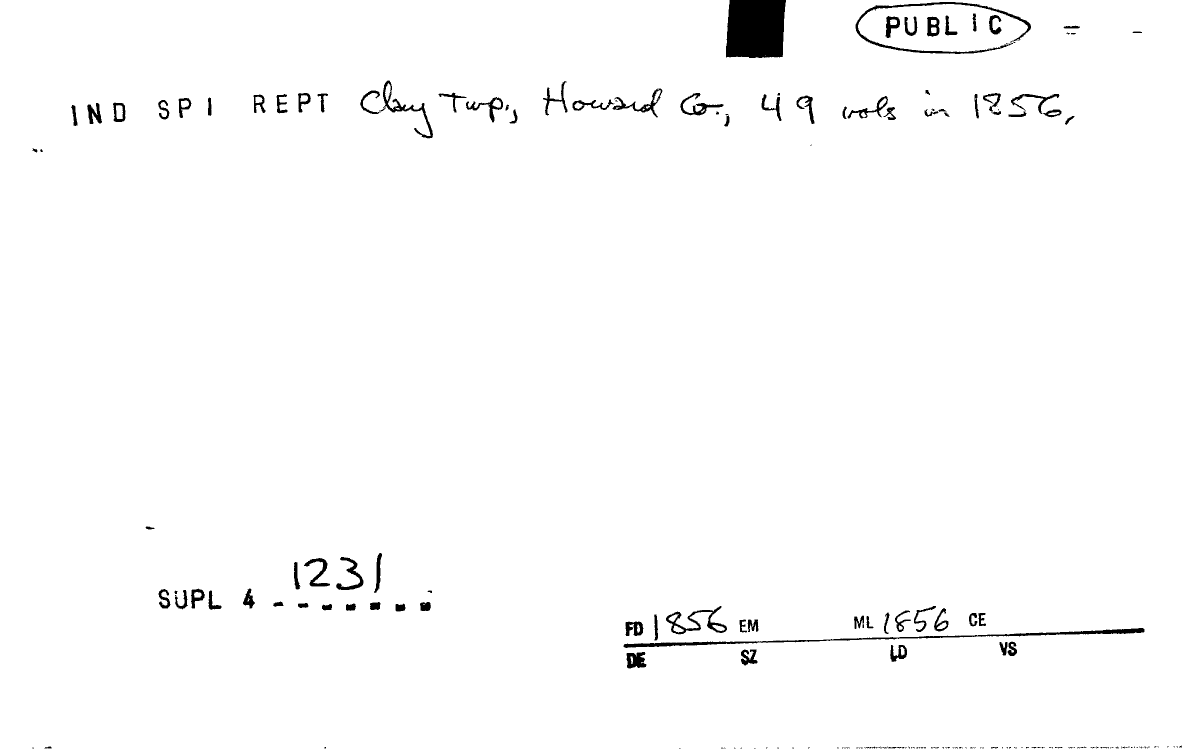 PUBLIC
IND SPI REPT Clay Twp., Howard Co., 49 vols in 1856,
1231
SUPL 4
FD 1856 EM ML 1856 CE
DE SZ LD VS